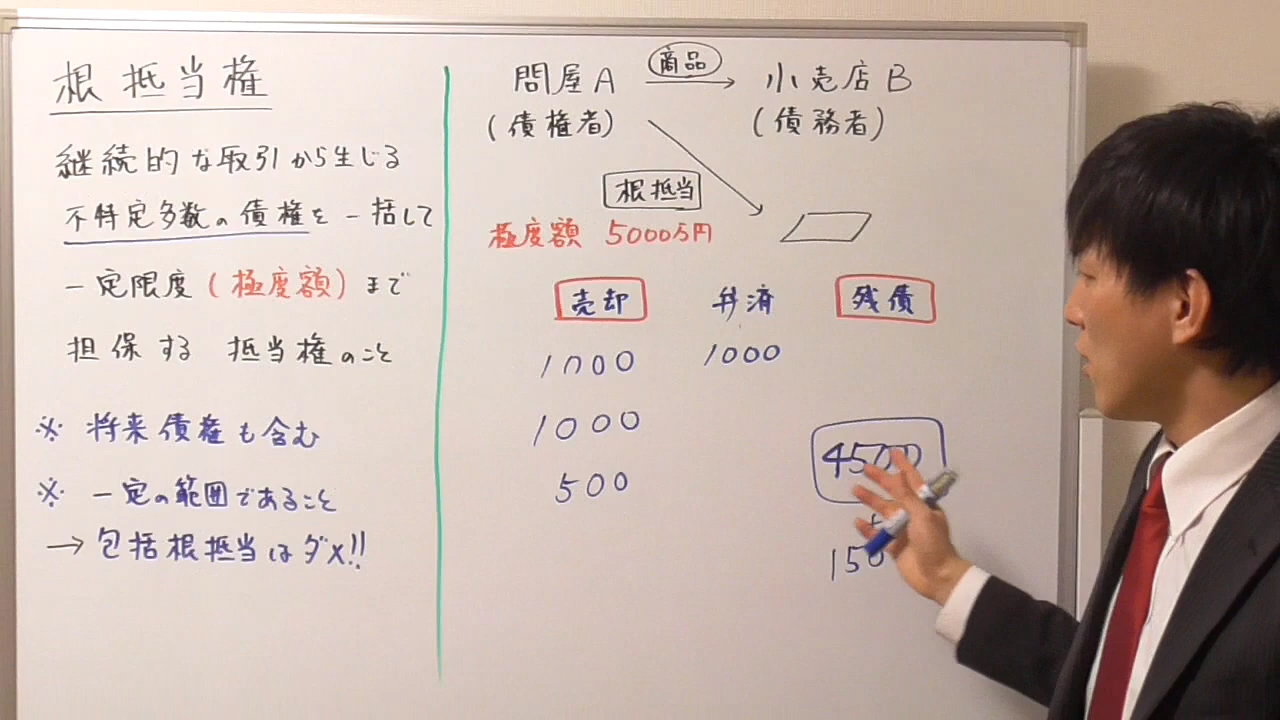 根抵当権
継続的な取引から生じる
不特定多数の債権を一括して
一定限度(極度額)まで
担保する 抵当権のこと
※ 将来債権も含む
※ 一定の範囲であること
→ 包括根抵当はダメ!!
問屋A 商品 → 小売店B
(債権者) (債務者)
根抵当
極度額 5000万円
売却 弁済 残債
1000 1000
1000
4500
500